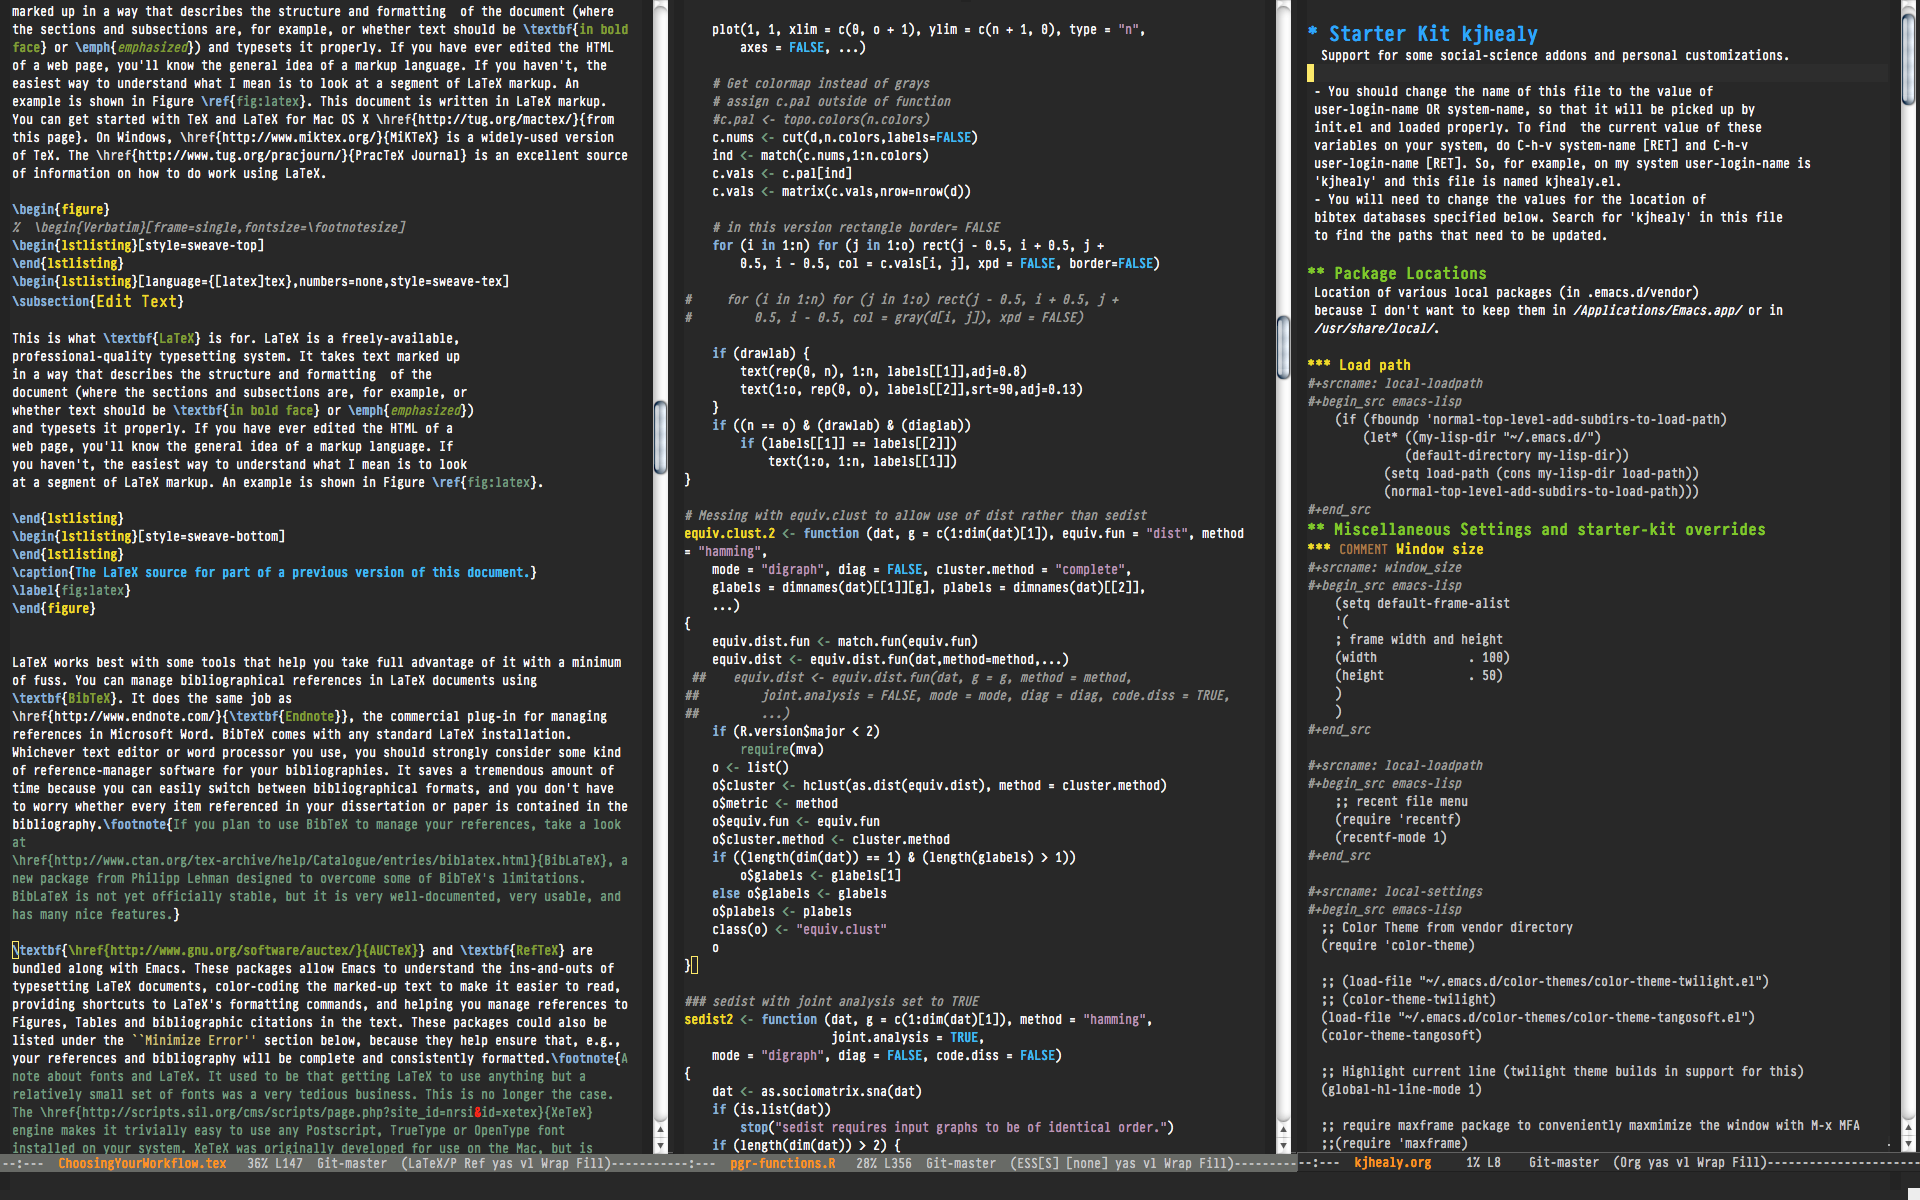 marked up in a way that describes the structure and formatting  of the document (where
the sections and subsections are, for example, or whether text should be \textbf{in bold
face} or \emph{emphasized}) and typesets it properly. If you have ever edited the HTML
of a web page, you'll know the general idea of a markup language. If you haven't, the
easiest way to understand what I mean is to look at a segment of LaTeX markup. An
example is shown in Figure \ref{fig:latex}. This document is written in LaTeX markup.
You can get started with TeX and LaTeX for Mac OS X \href{http://tug.org/mactex/}{from
this page}. On Windows, \href{http://www.miktex.org/}{MiKTeX} is a widely-used version
of TeX. The \href{http://www.tug.org/pracjourn/}{PracTeX Journal} is an excellent source
of information on how to do work using LaTeX.

\begin{figure}
%  \begin{Verbatim}[frame=single,fontsize=\footnotesize]
\begin{lstlisting}[style=sweave-top]
\end{lstlisting}
\begin{lstlisting}[language={[latex]tex},numbers=none,style=sweave-tex]
\subsection{Edit Text}

This is what \textbf{LaTeX} is for. LaTeX is a freely-available,
professional-quality typesetting system. It takes text marked up
in a way that describes the structure and formatting  of the
document (where the sections and subsections are, for example, or
whether text should be \textbf{in bold face} or \emph{emphasized})
and typesets it properly. If you have ever edited the HTML of a
web page, you'll know the general idea of a markup language. If
you haven't, the easiest way to understand what I mean is to look
at a segment of LaTeX markup. An example is shown in Figure \ref{fig:latex}.

\end{lstlisting}
\begin{lstlisting}[style=sweave-bottom]
\end{lstlisting}
\caption{The LaTeX source for part of a previous version of this document.}
\label{fig:latex}
\end{figure}

LaTeX works best with some tools that help you take full advantage of it with a minimum
of fuss. You can manage bibliographical references in LaTeX documents using
\textbf{BibTeX}. It does the same job as
\href{http://www.endnote.com/}{\textbf{Endnote}}, the commercial plug-in for managing
references in Microsoft Word. BibTeX comes with any standard LaTeX installation.
Whichever text editor or word processor you use, you should strongly consider some kind
of reference-manager software for your bibliographies. It saves a tremendous amount of
time because you can easily switch between bibliographical formats, and you don't have
to worry whether every item referenced in your dissertation or paper is contained in the
bibliography.\footnote{If you plan to use BibTeX to manage your references, take a look
at
\href{http://www.ctan.org/tex-archive/help/Catalogue/entries/biblatex.html}{BibLaTeX}, a
new package from Philipp Lehman designed to overcome some of BibTeX's limitations.
BibLaTeX is not yet officially stable, but it is very well-documented, very usable, and
has many nice features.}

\textbf{\href{http://www.gnu.org/software/auctex/}{AUCTeX}} and \textbf{RefTeX} are
bundled along with Emacs. These packages allow Emacs to understand the ins-and-outs of
typesetting LaTeX documents, color-coding the marked-up text to make it easier to read,
providing shortcuts to LaTeX's formatting commands, and helping you manage references to
Figures, Tables and bibliographic citations in the text. These packages could also be
listed under the ``Minimize Error'' section below, because they help ensure that, e.g.,
your references and bibliography will be complete and consistently formatted.\footnote{A
note about fonts and LaTeX. It used to be that getting LaTeX to use anything but a
relatively small set of fonts was a very tedious business. This is no longer the case.
The \href{http://scripts.sil.org/cms/scripts/page.php?site_id=nrsi&id=xetex}{XeTeX}
engine makes it trivially easy to use any Postscript, TrueType or OpenType font
installed on your system. XeTeX was originally developed for use on the Mac, but is
--:---  ChoosingYourWorkflow.tex   36% L147  Git-master  (LaTeX/P Ref yas vl Wrap Fill)----------

plot(1, 1, xlim = c(0, o + 1), ylim = c(n + 1, 0), type = "n",
    axes = FALSE, ...)

# Get colormap instead of grays
# assign c.pal outside of function
#c.pal <- topo.colors(n.colors)
c.nums <- cut(d,n.colors,labels=FALSE)
ind <- match(c.nums,1:n.colors)
c.vals <- c.pal[ind]
c.vals <- matrix(c.vals,nrow=nrow(d))

# in this version rectangle border= FALSE
for (i in 1:n) for (j in 1:o) rect(j - 0.5, i + 0.5, j +
    0.5, i - 0.5, col = c.vals[i, j], xpd = FALSE, border=FALSE)

#     for (i in 1:n) for (j in 1:o) rect(j - 0.5, i + 0.5, j +
#         0.5, i - 0.5, col = gray(d[i, j]), xpd = FALSE)

if (drawlab) {
    text(rep(0, n), 1:n, labels[[1]],adj=0.8)
    text(1:o, rep(0, o), labels[[2]],srt=90,adj=0.13)
}
if ((n == o) & (drawlab) & (diaglab))
    if (labels[[1]] == labels[[2]])
        text(1:o, 1:n, labels[[1]])
}

# Messing with equiv.clust to allow use of dist rather than sedist
equiv.clust.2 <- function (dat, g = c(1:dim(dat)[1]), equiv.fun = "dist", method
= "hamming",
    mode = "digraph", diag = FALSE, cluster.method = "complete",
    glabels = dimnames(dat)[[1]][g], plabels = dimnames(dat)[[2]],
    ...)
{
    equiv.dist.fun <- match.fun(equiv.fun)
    equiv.dist <- equiv.dist.fun(dat,method=method,...)
 ##    equiv.dist <- equiv.dist.fun(dat, g = g, method = method,
##         joint.analysis = FALSE, mode = mode, diag = diag, code.diss = TRUE,
##         ...)
    if (R.version$major < 2)
        require(mva)
    o <- list()
    o$cluster <- hclust(as.dist(equiv.dist), method = cluster.method)
    o$metric <- method
    o$equiv.fun <- equiv.fun
    o$cluster.method <- cluster.method
    if ((length(dim(dat)) == 1) & (length(glabels) > 1))
        o$glabels <- glabels[1]
    else o$glabels <- glabels
    o$plabels <- plabels
    class(o) <- "equiv.clust"
    o
}

### sedist with joint analysis set to TRUE
sedist2 <- function (dat, g = c(1:dim(dat)[1]), method = "hamming",
                     joint.analysis = TRUE,
    mode = "digraph", diag = FALSE, code.diss = FALSE)
{
    dat <- as.sociomatrix.sna(dat)
    if (is.list(dat))
        stop("sedist requires input graphs to be of identical order.")
    if (length(dim(dat)) > 2) {
-:---  pgr-functions.R   28% L356  Git-master  (ESS[S] [none] yas vl Wrap Fill)---------

* Starter Kit kjhealy
  Support for some social-science addons and personal customizations.

 - You should change the name of this file to the value of
 user-login-name OR system-name, so that it will be picked up by
 init.el and loaded properly. To find  the current value of these
 variables on your system, do C-h-v system-name [RET] and C-h-v
 user-login-name [RET]. So, for example, on my system user-login-name is
 'kjhealy' and this file is named kjhealy.el.
 - You will need to change the values for the location of
 bibtex databases specified below. Search for 'kjhealy' in this file
 to find the paths that need to be updated.

** Package Locations
 Location of various local packages (in .emacs.d/vendor)
 because I don't want to keep them in /Applications/Emacs.app/ or in
 /usr/share/local/.

*** Load path
#+srcname: local-loadpath
#+begin_src emacs-lisp
    (if (fboundp 'normal-top-level-add-subdirs-to-load-path)
        (let* ((my-lisp-dir "~/.emacs.d/")
              (default-directory my-lisp-dir))
           (setq load-path (cons my-lisp-dir load-path))
           (normal-top-level-add-subdirs-to-load-path)))
#+end_src
** Miscellaneous Settings and starter-kit overrides
*** COMMENT Window size
#+srcname: window_size
#+begin_src emacs-lisp
    (setq default-frame-alist
    '(
    ; frame width and height
    (width             . 100)
    (height            . 50)
    )
    )
#+end_src

#+srcname: local-loadpath
#+begin_src emacs-lisp
    ;; recent file menu
    (require 'recentf)
    (recentf-mode 1)
#+end_src

#+srcname: local-settings
#+begin_src emacs-lisp
  ;; Color Theme from vendor directory
  (require 'color-theme)

  ;; (load-file "~/.emacs.d/color-themes/color-theme-twilight.el")
  ;; (color-theme-twilight)
  (load-file "~/.emacs.d/color-themes/color-theme-tangosoft.el")
  (color-theme-tangosoft)

  ;; Highlight current line (twilight theme builds in support for this)
  (global-hl-line-mode 1)

  ;; require maxframe package to conveniently maxmimize the window with M-x MFA
  ;;(require 'maxframe)
--:---  kjhealy.org     1% L8    Git-master  (Org yas vl Wrap Fill)----------------------